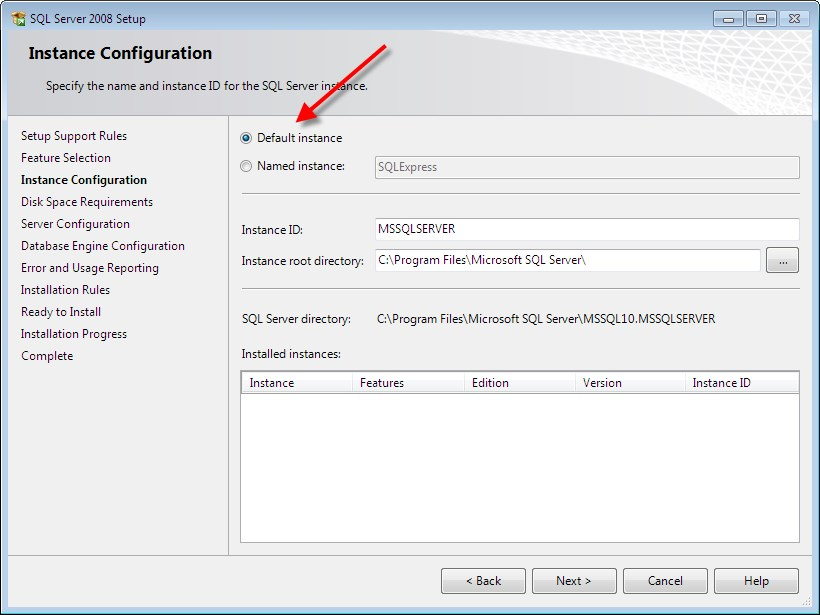 SQL Server 2008 Setup
Instance Configuration
Specify the name and instance ID for the SQL Server instance.
Setup Support Rules
Feature Selection
Instance Configuration
Disk Space Requirements
Server Configuration
Database Engine Configuration
Error and Usage Reporting
Installation Rules
Ready to Install
Installation Progress
Complete
Default instance
Named instance: SQLExpress
Instance ID: MSSQLSERVER
Instance root directory: C:\Program Files\Microsoft SQL Server\ ...
SQL Server directory: C:\Program Files\Microsoft SQL Server\MSSQL10.MSSQLSERVER
Installed instances:
Instance Features Edition Version Instance ID
< Back Next > Cancel Help